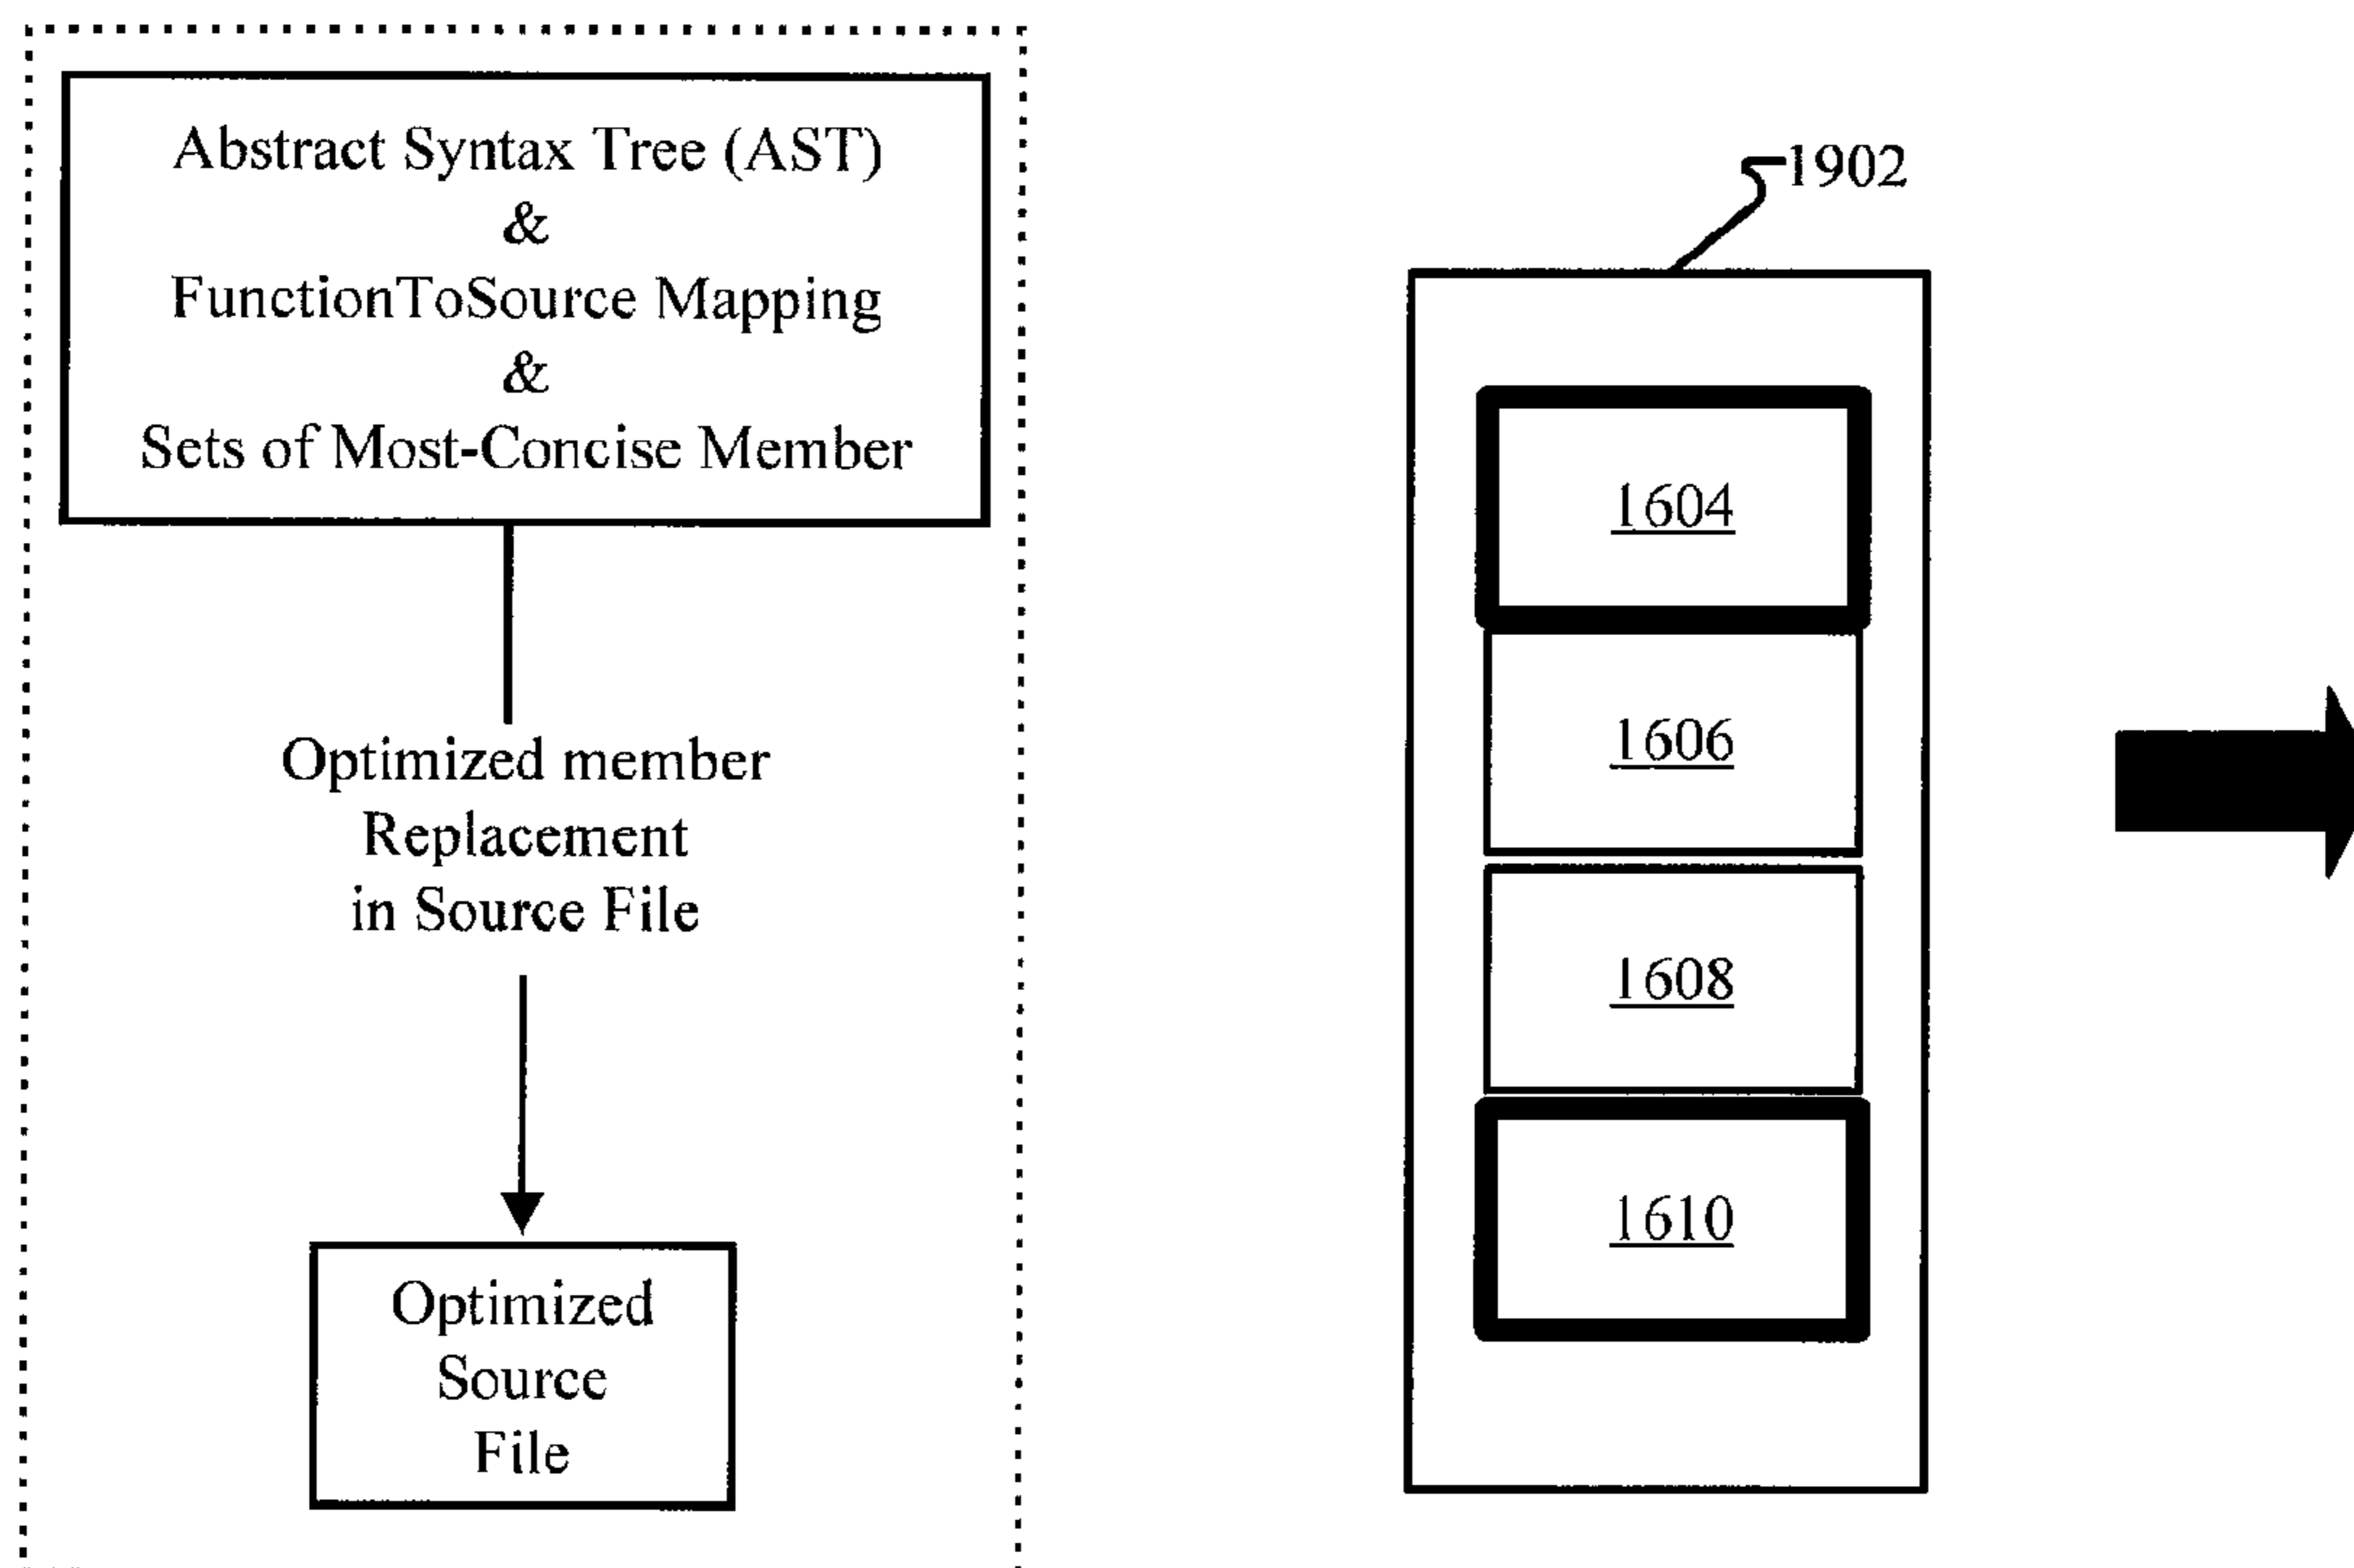 Abstract Syntax Tree (AST)
&
FunctionToSource Mapping
&
Sets of Most-Concise Member
Optimized member
Replacement
in Source File
Optimized
Source
File
1902
1604
1606
1608
1610